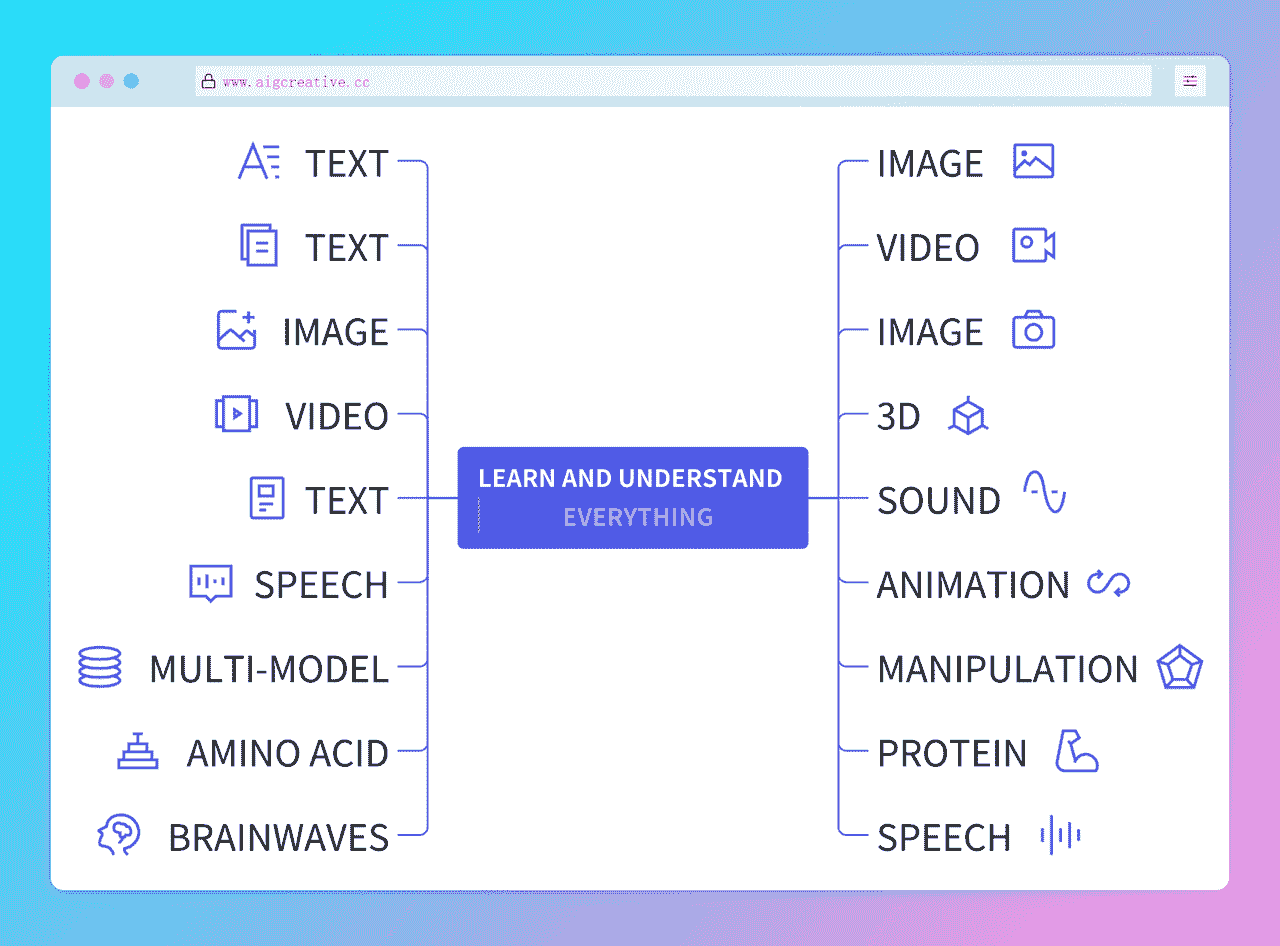 www.aigcreative.cc
TEXT
TEXT
IMAGE
VIDEO
TEXT
SPEECH
MULTI-MODEL
AMINO ACID
BRAINWAVES
LEARN AND UNDERSTAND
EVERYTHING
IMAGE
VIDEO
IMAGE
3D
SOUND
ANIMATION
MANIPULATION
PROTEIN
SPEECH